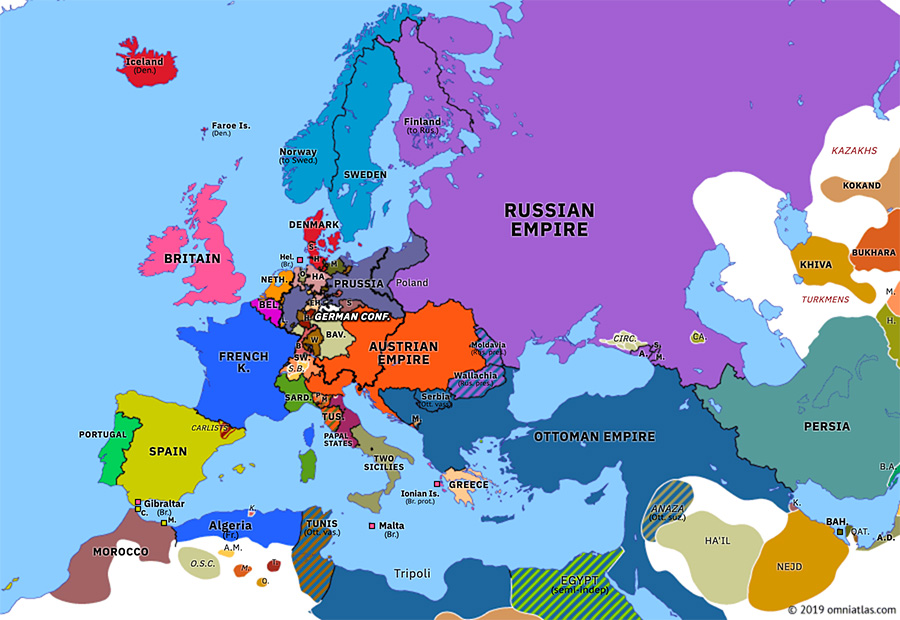 Iceland
(Den.)
Faroe Is.
(Den.)
Finland
(to Rus.)
Norway
(to Swed.)
SWEDEN
KAZAKHS
KOKAND
RUSSIAN
EMPIRE
DENMARK
S.
H.
BRITAIN
Hel.
(Br.)
O.
HA.
M.
NETH.
PRUSSIA
Poland
BUKHARA
KHIVA
TURKMENS
M.
H.
BEL.
L.
EH.
S.
GERMAN CONF.
BAV.
W.
B.
FRENCH
K.
AUSTRIAN
EMPIRE
SW.
S.B.
Moldavia
(Rus. pres.)
Wallachia
(Rus. pres.)
CIRC.
A.
S.
M.
CA.
SARD.
P.
M.
Serbia
(Ott. vas.)
M.
TUS.
PAPAL
STATES
CARLISTS
PORTUGAL
SPAIN
TWO
SICILIES
OTTOMAN EMPIRE
PERSIA
GREECE
Ionian Is.
(Br. prot.)
B.A.
Gibraltar
(Br.)
C.
M.
K.
Algeria
(Fr.)
TUNIS
(Ott. vas.)
Malta
(Br.)
ANAZA
(Ott. suz.)
K.
BAH.
QAT.
A.D.
MOROCCO
A.M.
O.S.C.
Ma.
T.
O.
HA'IL
NEJD
Tripoli
EGYPT
(semi-indep)
© 2019 omniatlas.com